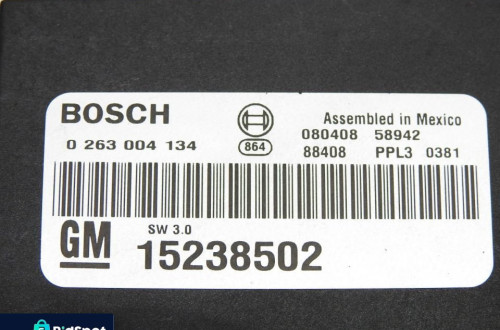 BOSCH
0 263 004 134
864
Assembled in Mexico
080408 58942
88408 PPL3 0381
GM
SW 3.0
15238502
BidSpot